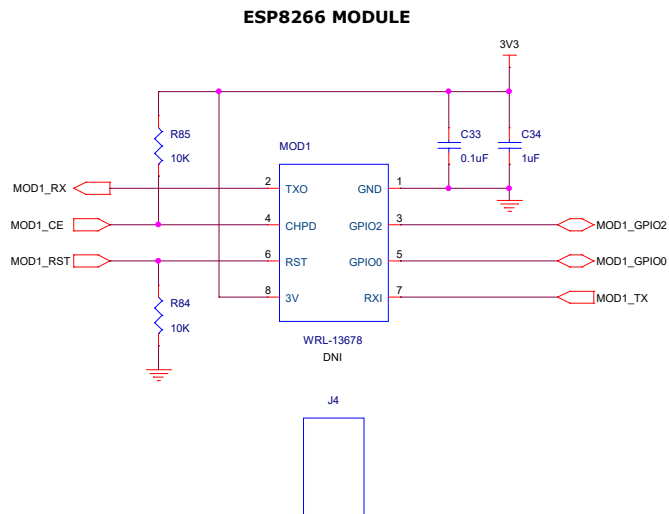 ESP8266 MODULE
3V3
R85
10K
C33
0.1uF
C34
1uF
MOD1
MOD1_RX
2
TXO
GND
1
MOD1_CE
4
CHPD
GPIO2
3
MOD1_GPIO2
MOD1_RST
6
RST
GPIO0
5
MOD1_GPIO0
8
3V
RXI
7
MOD1_TX
R84
10K
WRL-13678
DNI
J4